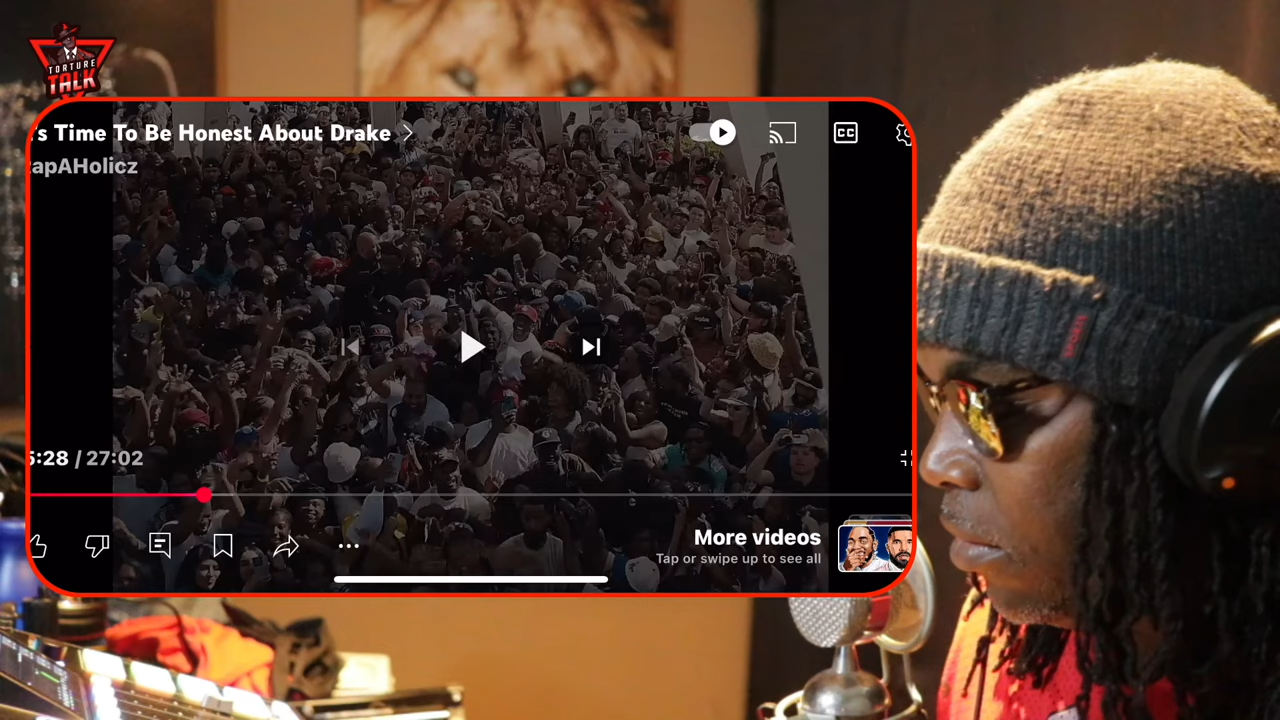 TORTURE
TALK
's Time To Be Honest About Drake
apAHolicz
CC
5:28 / 27:02
More videos
Tap or swipe up to see all